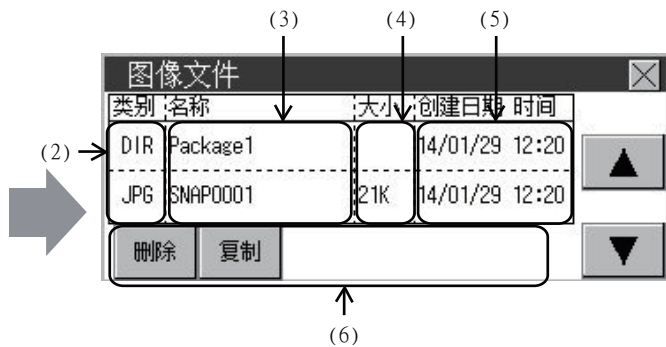 (3) (4) (5)
图像文件
类别 名称 大小 创建日期 时间
(2)
DIR Package1 14/01/29 12:20
JPG SNAP0001 21K 14/01/29 12:20
删除 复制
(6)